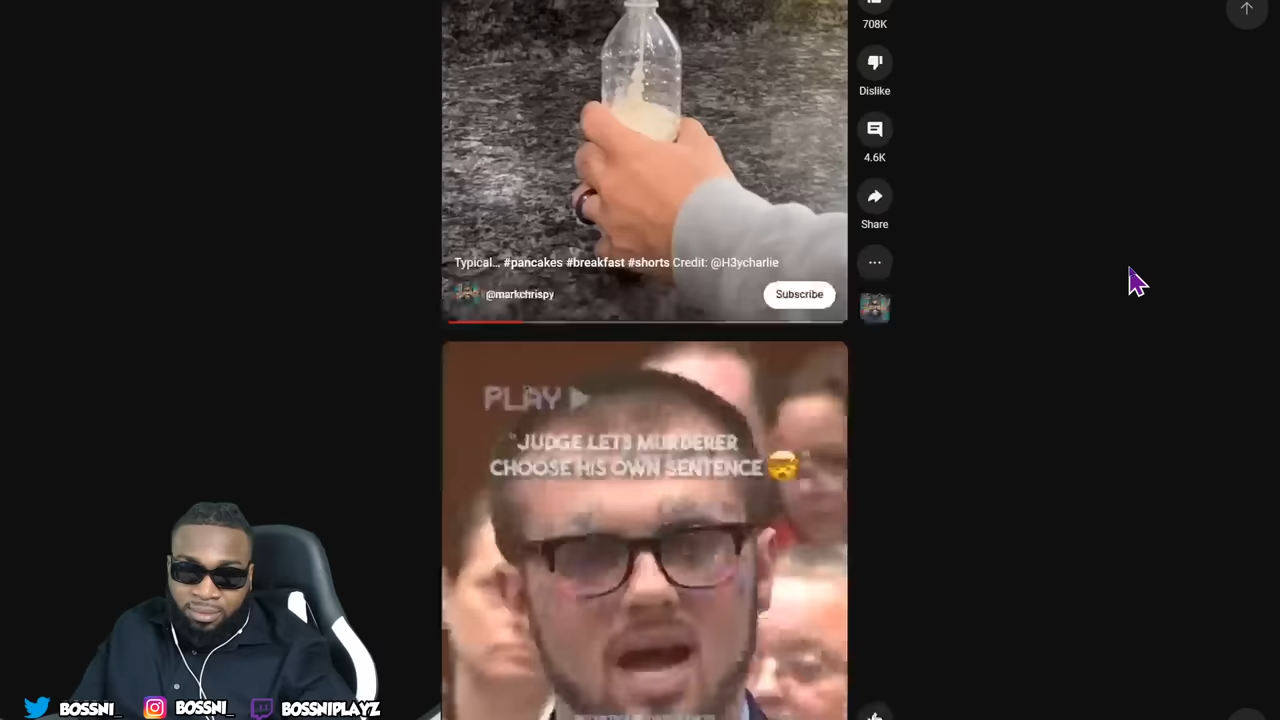 708K
Dislike
4.6K
Share
Typical... #pancakes #breakfast #shorts Credit: @H3ycharlie
@markchrispy
Subscribe
PLAY
"JUDGE LETS MURDERER
CHOOSE HIS OWN SENTENCE
BOSSNI_
BOSSNI_
BOSSNIPLAYZ